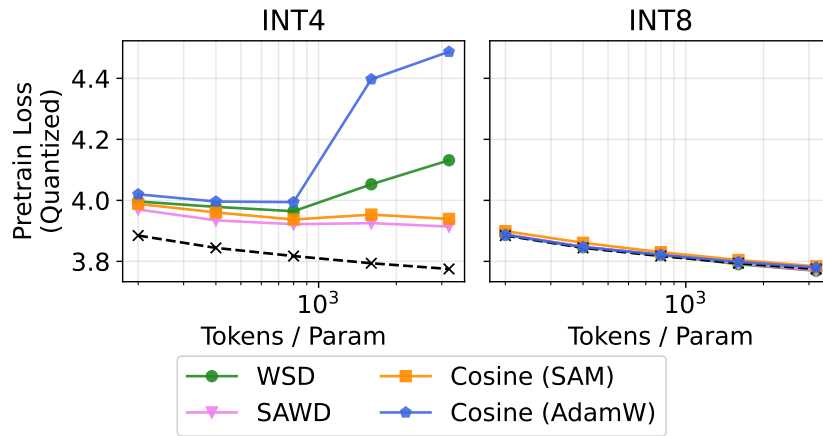 INT4
INT8
Pretrain Loss
(Quantized)
4.4
4.2
4.0
3.8
10³
10³
Tokens / Param
Tokens / Param
WSD
Cosine (SAM)
SAWD
Cosine (AdamW)